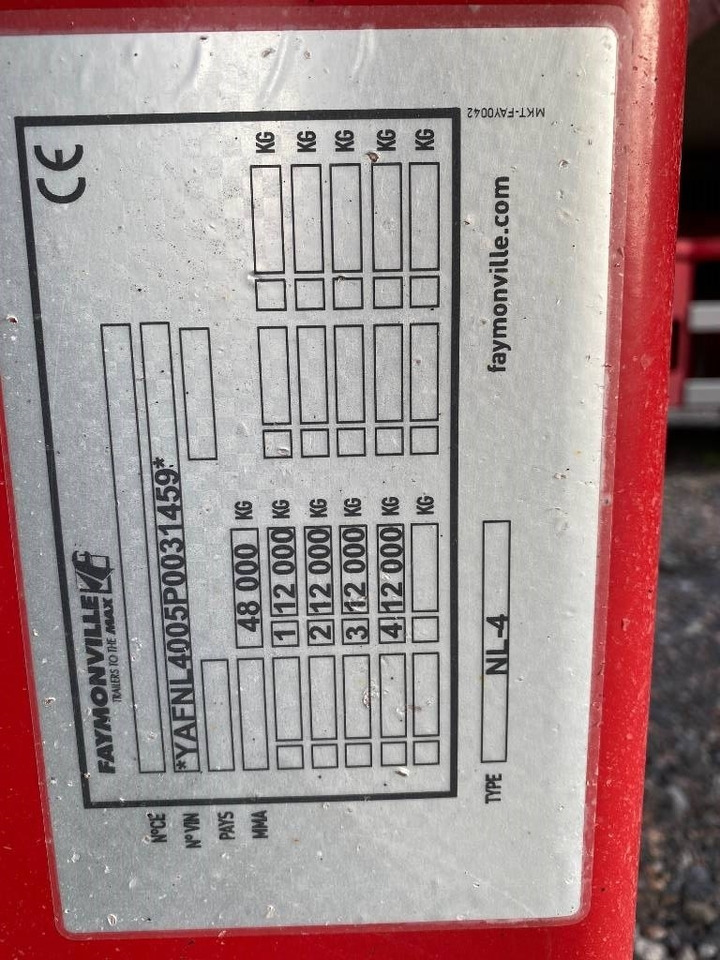 FAYMONVILLE
TRAILERS TO THE MAX
CE
N°CE
N° VIN *YAFNL4005P0031459*
PAYS
MMA 48 000 KG KG
1 12 000 KG KG
2 12 000 KG KG
3 12 000 KG KG
4 12 000 KG KG
KG
TYPE NL-4
faymonville.com
MKT-FAY0042